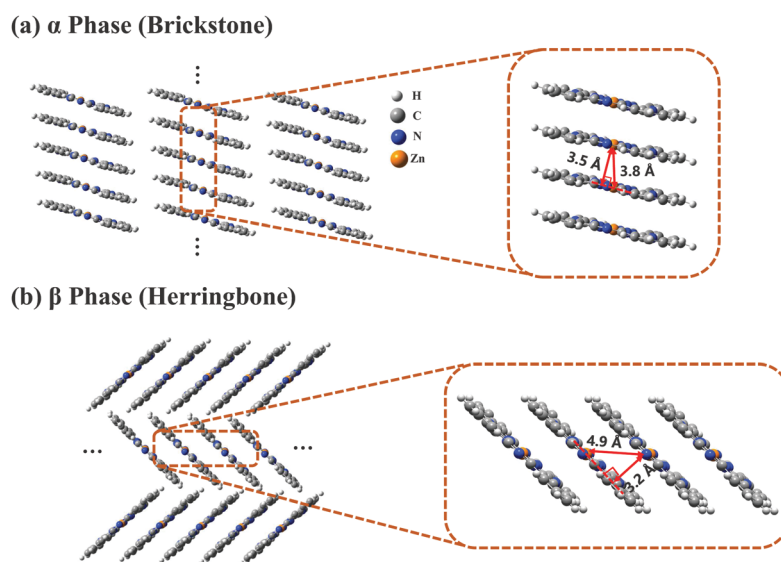 (a) α Phase (Brickstone)
H
C
N
Zn
3.5 Å
3.8 Å
(b) β Phase (Herringbone)
4.9 Å
3.2 Å